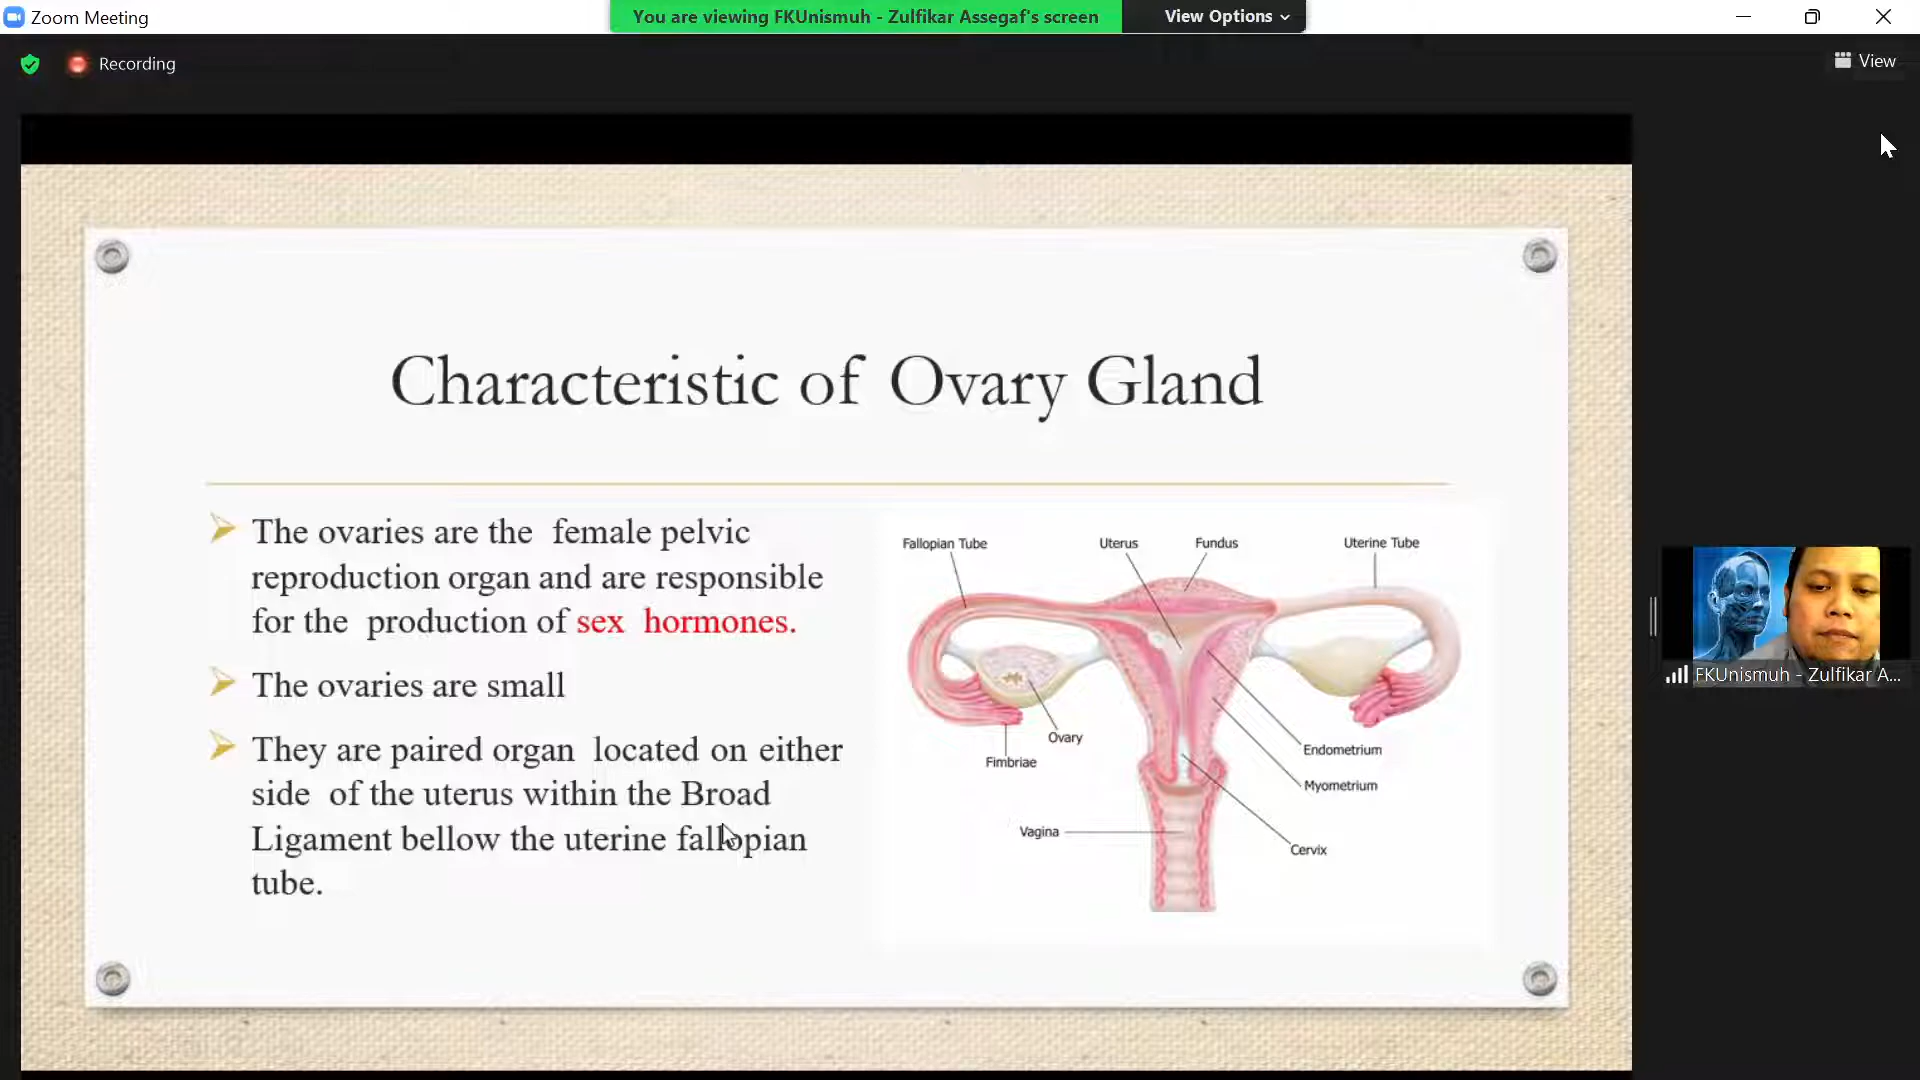 Zoom Meeting
You are viewing FKUnismuh - Zulfikar Assegaf's screen
View Options
Recording
View
Characteristic of Ovary Gland
The ovaries are the female pelvic
reproduction organ and are responsible
for the production of sex hormones.
The ovaries are small
They are paired organ located on either
side of the uterus within the Broad
Ligament bellow the uterine fallopian
tube.
Fallopian Tube
Uterus
Fundus
Uterine Tube
Ovary
Fimbriae
Endometrium
Myometrium
Vagina
Cervix
FKUnismuh - Zulfikar A...